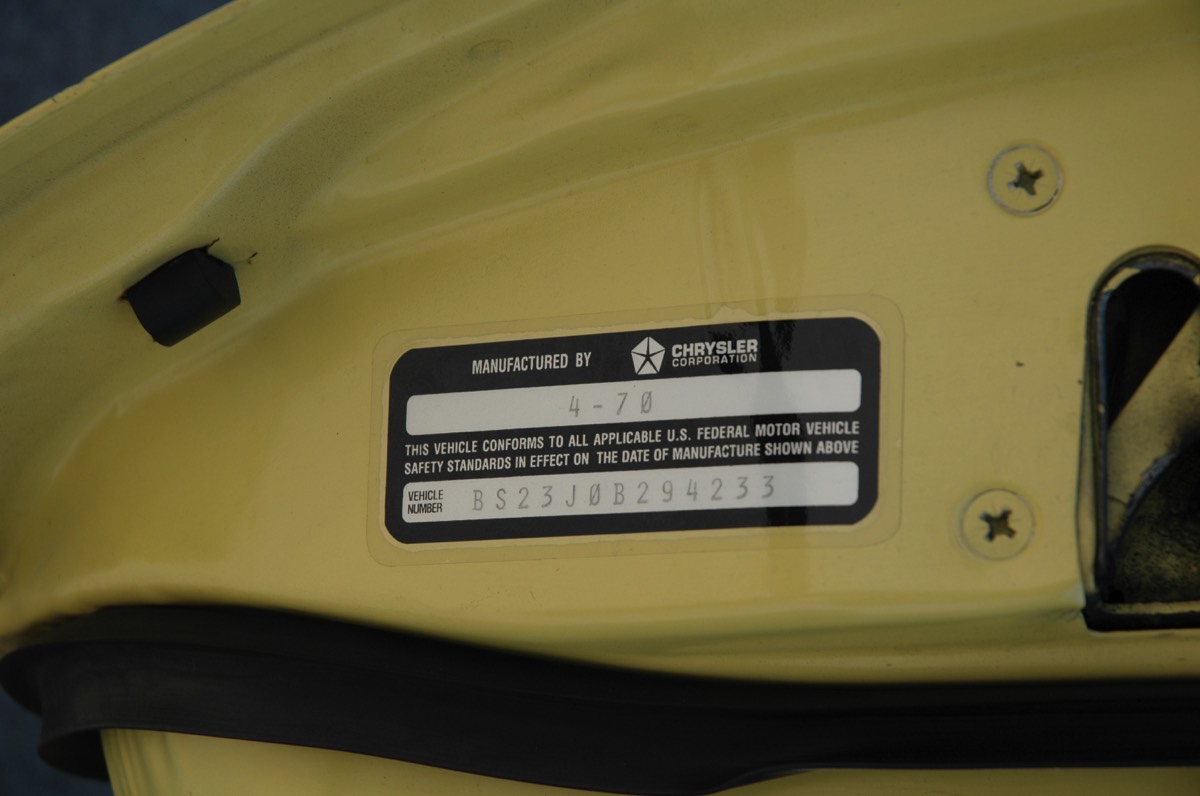 MANUFACTURED BY CHRYSLER CORPORATION
4-7Ø
THIS VEHICLE CONFORMS TO ALL APPLICABLE U.S. FEDERAL MOTOR VEHICLE
SAFETY STANDARDS IN EFFECT ON THE DATE OF MANUFACTURE SHOWN ABOVE
VEHICLE NUMBER BS23JØB294233